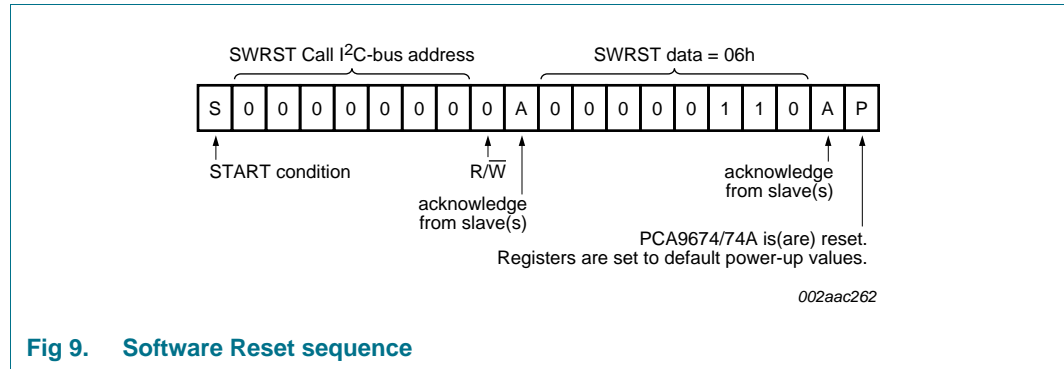 SWRST Call I2C-bus address SWRST data = 06h
S 0 0 0 0 0 0 0 0 A 0 0 0 0 0 1 1 0 A P
START condition R/W̅ acknowledge from slave(s)
acknowledge
from slave(s)
PCA9674/74A is(are) reset.
Registers are set to default power-up values.
002aac262
Fig 9. Software Reset sequence